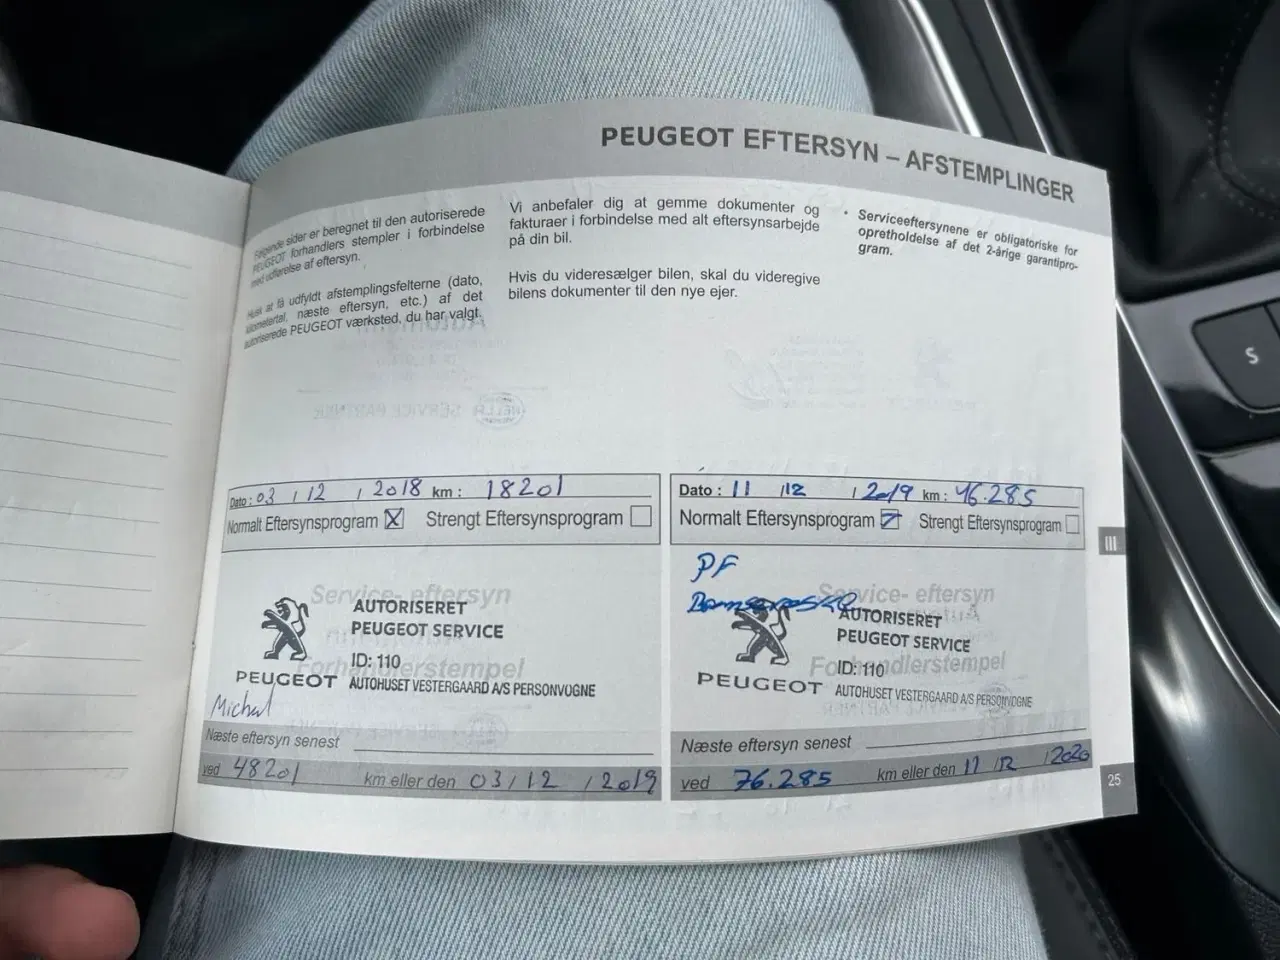 PEUGEOT EFTERSYN – AFSTEMPLINGER
Følgende sider er beregnet til den autoriserede
PEUGEOT forhandlers stempler i forbindelse
med udførelse af eftersyn.
Husk at få udfyldt afstemplingsfelterne (dato,
kilometertal, næste eftersyn, etc.) af det
autoriserede PEUGEOT værksted, du har valgt.
Vi anbefaler dig at gemme dokumenter og
fakturaer i forbindelse med alt eftersynsarbejde
på din bil.
Hvis du videresælger bilen, skal du videregive
bilens dokumenter til den nye ejer.
• Serviceeftersynene er obligatoriske for
opretholdelse af det 2-årige garantipro-
gram.
Dato : 03 / 12 / 2018 km : 18201
Normalt Eftersynsprogram Strengt Eftersynsprogram
Service- eftersyn
AUTORISERET
PEUGEOT SERVICE
ID: 110
Forhandlerstempel
PEUGEOT AUTOHUSET VESTERGAARD A/S PERSONVOGNE
Michal
Næste eftersyn senest
ved 48201 km eller den 03 / 12 / 2019
Dato : 11 / 12 / 2019 km : 46.285
Normalt Eftersynsprogram Strengt Eftersynsprogram
PF
Service- eftersyn
AUTORISERET
PEUGEOT SERVICE
ID: 110
Forhandlerstempel
PEUGEOT AUTOHUSET VESTERGAARD A/S PERSONVOGNE
Næste eftersyn senest
ved 76.285 km eller den 11 / 12 / 2020
III
25
S